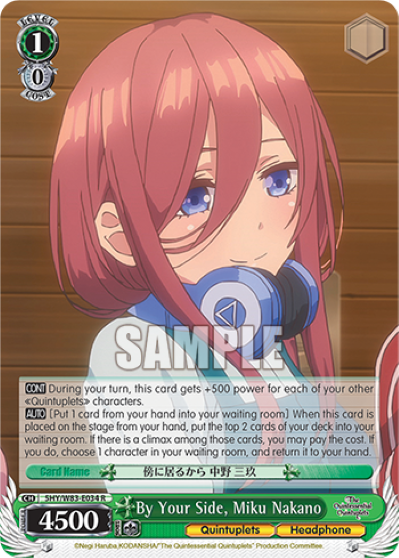 LEVEL
1
0
COST
SAMPLE
CONT During your turn, this card gets +500 power for each of your other
«Quintuplets» characters.
AUTO [Put 1 card from your hand into your waiting room] When this card is
placed on the stage from your hand, put the top 2 cards of your deck into your
waiting room. If there is a climax among those cards, you may pay the cost. If
you do, choose 1 character in your waiting room, and return it to your hand.
Card Name 傍に居るから 中野 三玖
5HY/W83-E034 R
By Your Side, Miku Nakano
The Quintessential Quintuplets
4500
Quintuplets
Headphone
©Negi Haruba,KODANSHA/"The Quintessential Quintuplets" Production Committee